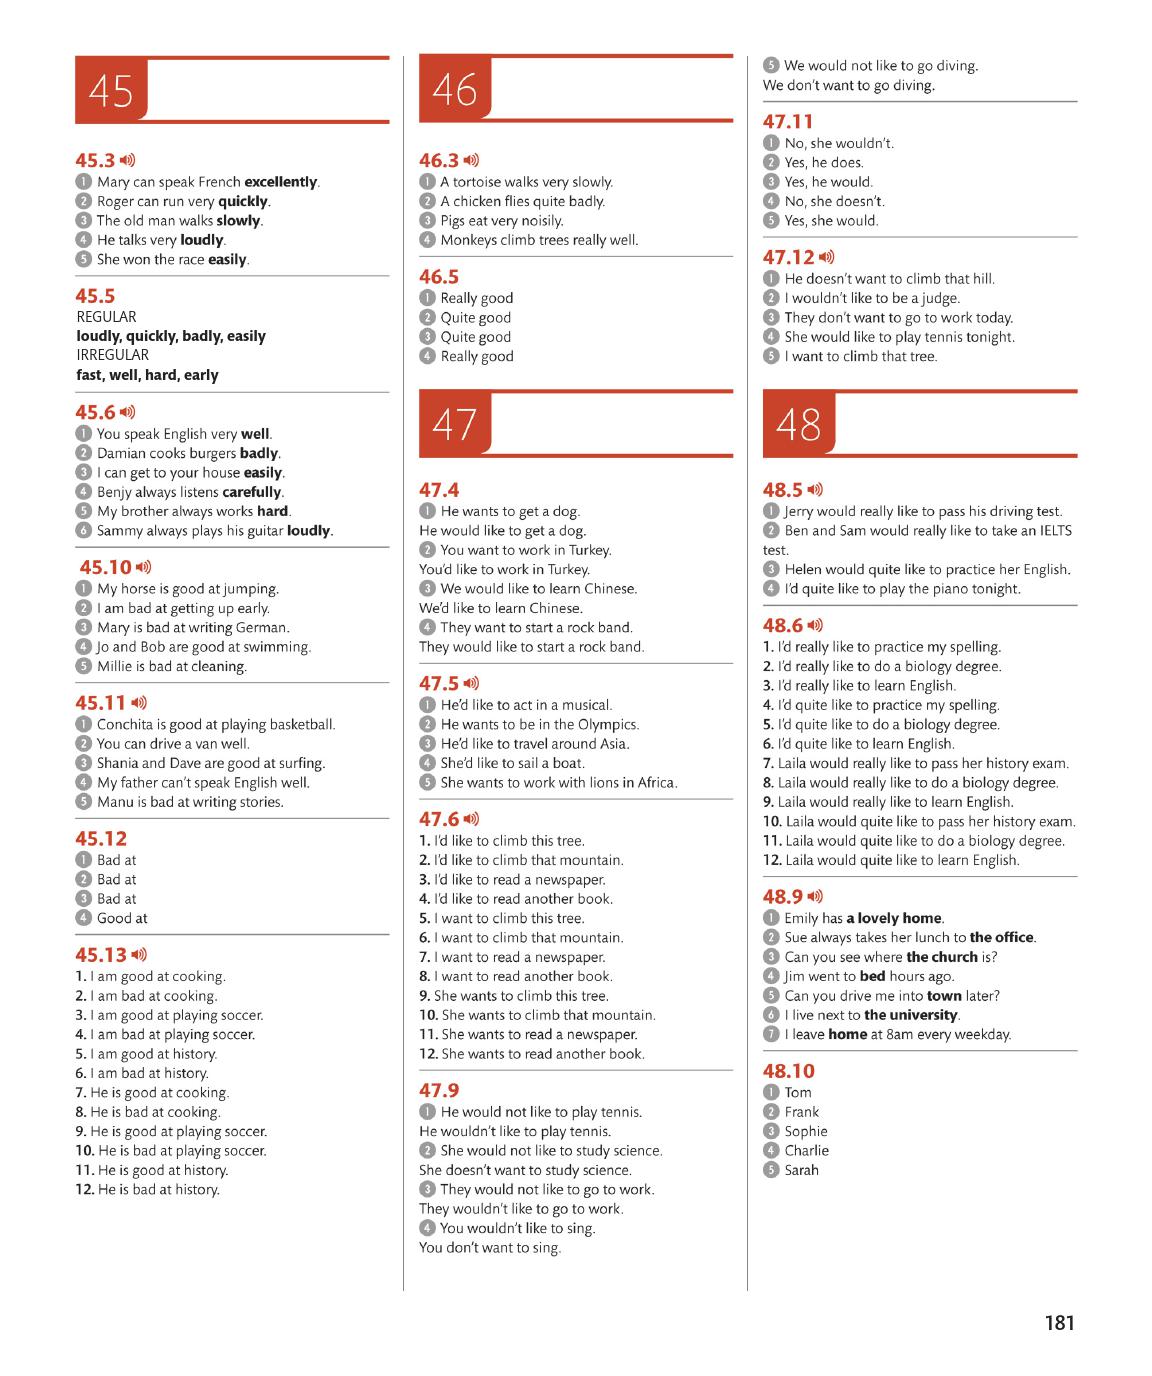 45
45.3
1 Mary can speak French excellently.
2 Roger can run very quickly.
3 The old man walks slowly.
4 He talks very loudly.
5 She won the race easily.
45.5
REGULAR
loudly, quickly, badly, easily
IRREGULAR
fast, well, hard, early
45.6
1 You speak English very well.
2 Damian cooks burgers badly.
3 I can get to your house easily.
4 Benjy always listens carefully.
5 My brother always works hard.
6 Sammy always plays his guitar loudly.
45.10
1 My horse is good at jumping.
2 I am bad at getting up early.
3 Mary is bad at writing German.
4 Jo and Bob are good at swimming.
5 Millie is bad at cleaning.
45.11
1 Conchita is good at playing basketball.
2 You can drive a van well.
3 Shania and Dave are good at surfing.
4 My father can't speak English well.
5 Manu is bad at writing stories.
45.12
1 Bad at
2 Bad at
3 Bad at
4 Good at
45.13
1. I am good at cooking.
2. I am bad at cooking.
3. I am good at playing soccer.
4. I am bad at playing soccer.
5. I am good at history.
6. I am bad at history.
7. He is good at cooking.
8. He is bad at cooking.
9. He is good at playing soccer.
10. He is bad at playing soccer.
11. He is good at history.
12. He is bad at history.
46
46.3
1 A tortoise walks very slowly.
2 A chicken flies quite badly.
3 Pigs eat very noisily.
4 Monkeys climb trees really well.
46.5
1 Really good
2 Quite good
3 Quite good
4 Really good
47
47.4
1 He wants to get a dog.
He would like to get a dog.
2 You want to work in Turkey.
You'd like to work in Turkey.
3 We would like to learn Chinese.
We'd like to learn Chinese.
4 They want to start a rock band.
They would like to start a rock band.
47.5
1 He'd like to act in a musical.
2 He wants to be in the Olympics.
3 He'd like to travel around Asia.
4 She'd like to sail a boat.
5 She wants to work with lions in Africa.
47.6
1. I'd like to climb this tree.
2. I'd like to climb that mountain.
3. I'd like to read a newspaper.
4. I'd like to read another book.
5. I want to climb this tree.
6. I want to climb that mountain.
7. I want to read a newspaper.
8. I want to read another book.
9. She wants to climb this tree.
10. She wants to climb that mountain.
11. She wants to read a newspaper.
12. She wants to read another book.
47.9
1 He would not like to play tennis.
He wouldn't like to play tennis.
2 She would not like to study science.
She doesn't want to study science.
3 They would not like to go to work.
They wouldn't like to go to work.
4 You wouldn't like to sing.
You don't want to sing.
5 We would not like to go diving.
We don't want to go diving.
47.11
1 No, she wouldn't.
2 Yes, he does.
3 Yes, he would.
4 No, she doesn't.
5 Yes, she would.
47.12
1 He doesn't want to climb that hill.
2 I wouldn't like to be a judge.
3 They don't want to go to work today.
4 She would like to play tennis tonight.
5 I want to climb that tree.
48
48.5
1 Jerry would really like to pass his driving test.
2 Ben and Sam would really like to take an IELTS
test.
3 Helen would quite like to practice her English.
4 I'd quite like to play the piano tonight.
48.6
1. I'd really like to practice my spelling.
2. I'd really like to do a biology degree.
3. I'd really like to learn English.
4. I'd quite like to practice my spelling.
5. I'd quite like to do a biology degree.
6. I'd quite like to learn English.
7. Laila would really like to pass her history exam.
8. Laila would really like to do a biology degree.
9. Laila would really like to learn English.
10. Laila would quite like to pass her history exam.
11. Laila would quite like to do a biology degree.
12. Laila would quite like to learn English.
48.9
1 Emily has a lovely home.
2 Sue always takes her lunch to the office.
3 Can you see where the church is?
4 Jim went to bed hours ago.
5 Can you drive me into town later?
6 I live next to the university.
7 I leave home at 8am every weekday.
48.10
1 Tom
2 Frank
3 Sophie
4 Charlie
5 Sarah
181